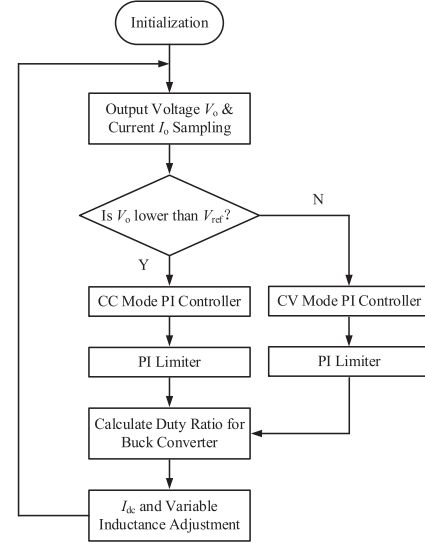 Initialization
Output Voltage Vo &
Current Io Sampling
Is Vo lower than Vref?
N
Y
CC Mode PI Controller
CV Mode PI Controller
PI Limiter
PI Limiter
Calculate Duty Ratio for
Buck Converter
Idc and Variable
Inductance Adjustment